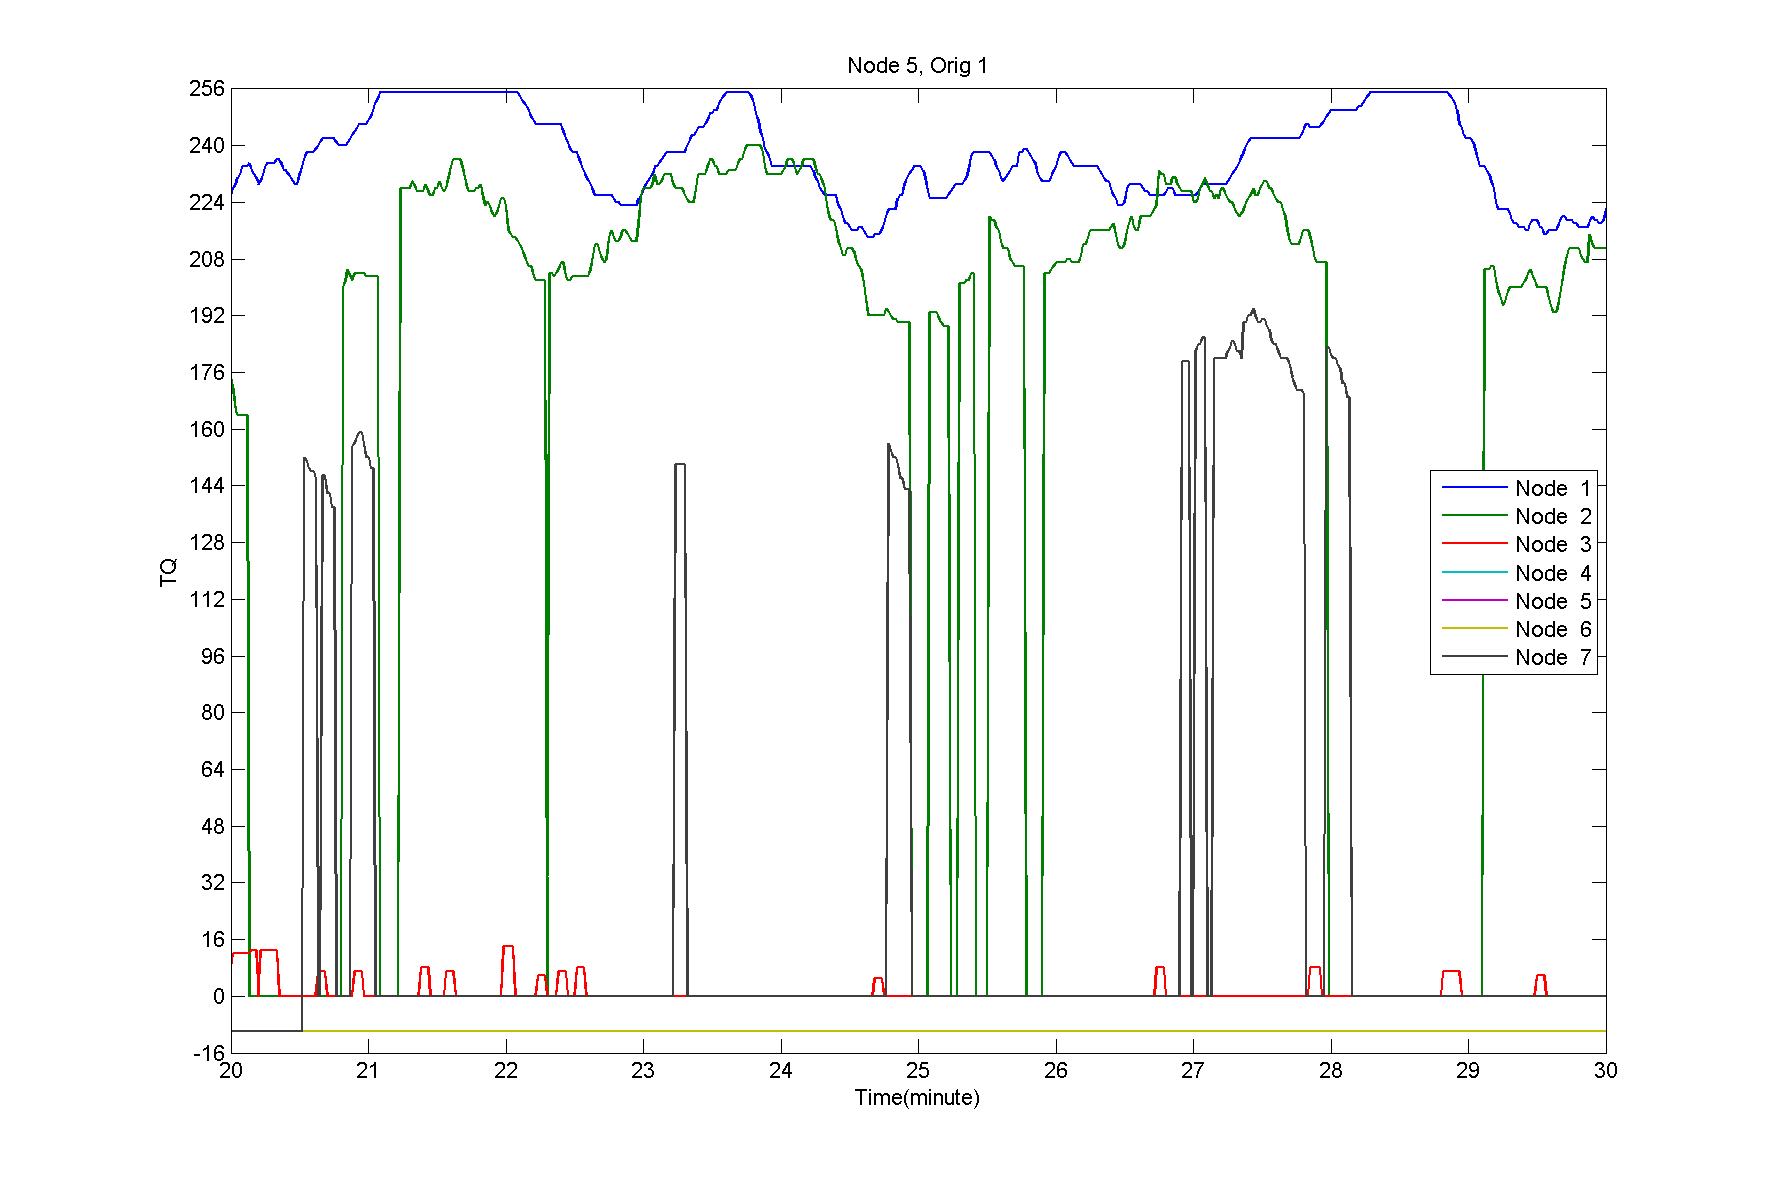 Node 5, Orig 1
256
240
224
208
192
176
160
144
128
112
96
80
64
48
32
16
0
-16
TQ
Node 1
Node 2
Node 3
Node 4
Node 5
Node 6
Node 7
20 21 22 23 24 25 26 27 28 29 30
Time(minute)